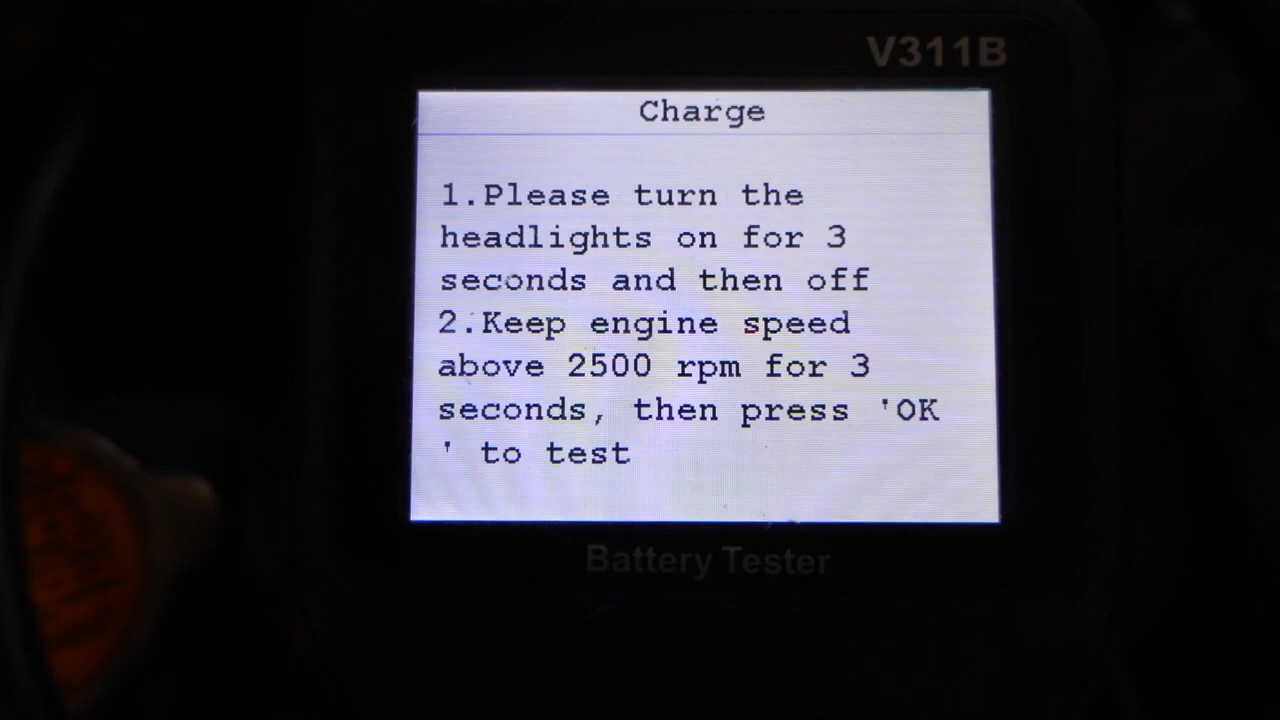 V311B
Charge
1.Please turn the
headlights on for 3
seconds and then off
2.Keep engine speed
above 2500 rpm for 3
seconds, then press 'OK
' to test
Battery Tester